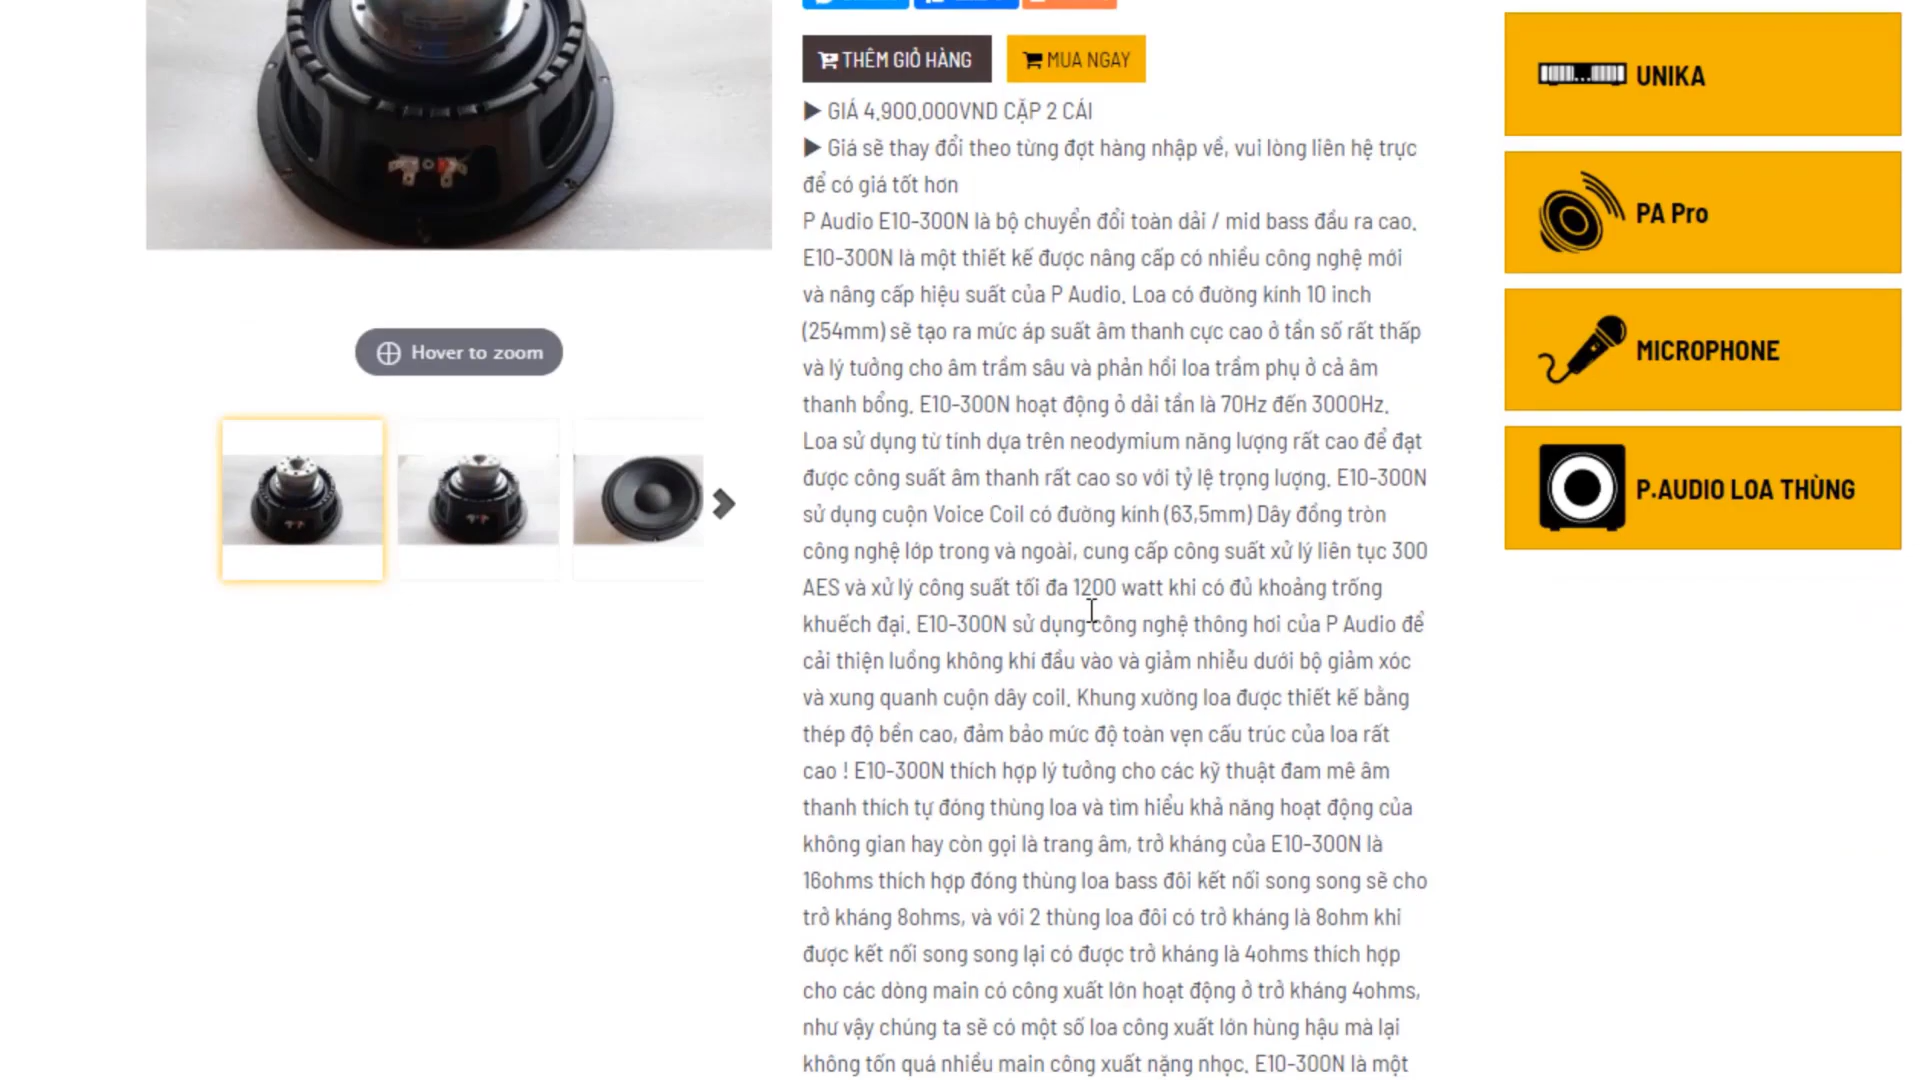 THÊM GIỎ HÀNG
MUA NGAY
► GIÁ 4.900.000VND CẶP 2 CÁI
► Giá sẽ thay đổi theo từng đợt hàng nhập về, vui lòng liên hệ trực
để có giá tốt hơn
P Audio E10-300N là bộ chuyển đổi toàn dải / mid bass đầu ra cao.
E10-300N là một thiết kế được nâng cấp có nhiều công nghệ mới
và nâng cấp hiệu suất của P Audio. Loa có đường kính 10 inch
(254mm) sẽ tạo ra mức áp suất âm thanh cực cao ở tần số rất thấp
và lý tưởng cho âm trầm sâu và phản hồi loa trầm phụ ở cả âm
thanh bổng. E10-300N hoạt động ỏ dải tần là 70Hz đến 3000Hz.
Loa sử dụng từ tính dựa trên neodymium năng lượng rất cao để đạt
được công suất âm thanh rất cao so với tỷ lệ trọng lượng. E10-300N
sử dụng cuộn Voice Coil có đường kính (63,5mm) Dây đồng tròn
công nghệ lớp trong và ngoài, cung cấp công suất xử lý liên tục 300
AES và xử lý công suất tối đa 1200 watt khi có đủ khoảng trống
khuếch đại. E10-300N sử dụng công nghệ thông hơi của P Audio để
cải thiện luồng không khí đầu vào và giảm nhiễu dưới bộ giảm xóc
và xung quanh cuộn dây coil. Khung xường loa được thiết kế bằng
thép độ bền cao, đảm bảo mức độ toàn vẹn cấu trúc của loa rất
cao ! E10-300N thích hợp lý tưởng cho các kỹ thuật đam mê âm
thanh thích tự đóng thùng loa và tìm hiểu khả năng hoạt động của
không gian hay còn gọi là trang âm, trở kháng của E10-300N là
16ohms thích hợp đóng thùng loa bass đôi kết nối song song sẽ cho
trở kháng 8ohms, và với 2 thùng loa đôi có trở kháng là 8ohm khi
được kết nối song song lại có được trở kháng là 4ohms thích hợp
cho các dòng main có công xuất lớn hoạt động ở trở kháng 4ohms,
như vậy chúng ta sẽ có một số loa công xuất lớn hùng hậu mà lại
không tốn quá nhiều main công xuất nặng nhọc. E10-300N là một
Hover to zoom
UNIKA
PA Pro
MICROPHONE
P.AUDIO LOA THÙNG